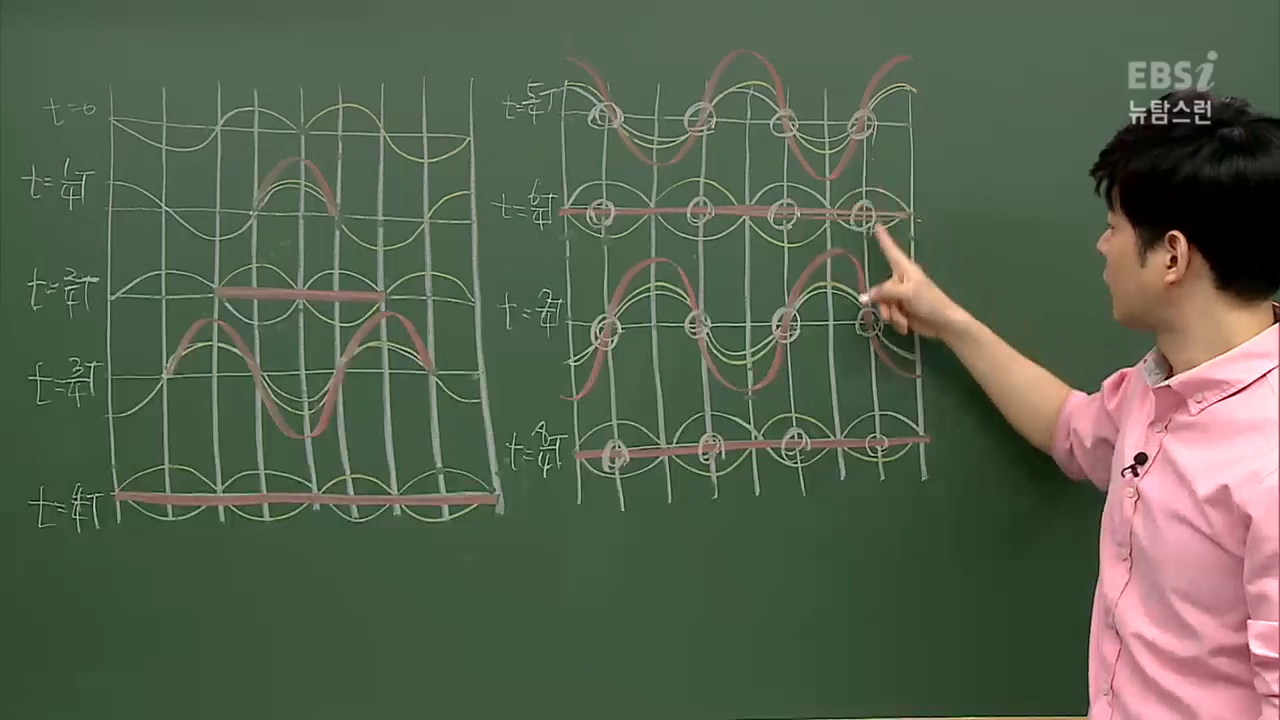 EBSi
뉴탐스런
t=0
t=1/4T
t=2/4T
t=3/4T
t=4/4T
t=5/4T
t=6/4T
t=7/4T
t=8/4T